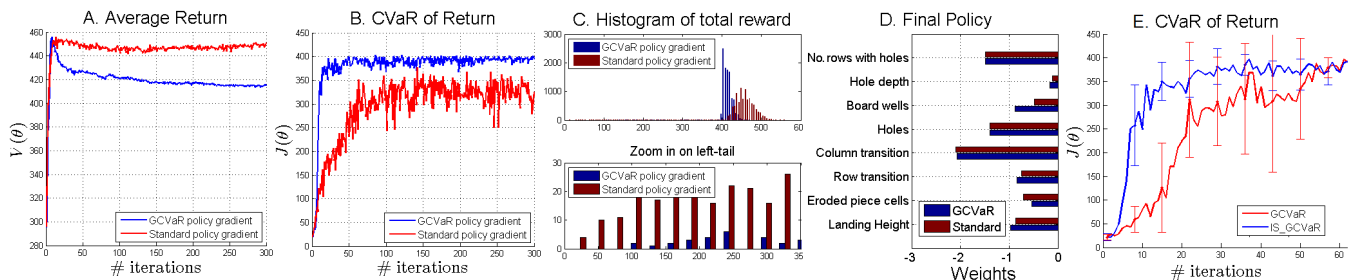 A. Average Return
460
440
420
400
380
360
340
320
300
280
V(θ)
GCVaR policy gradient
Standard policy gradient
0 50 100 150 200 250 300
# iterations
B. CVaR of Return
450
400
350
300
250
200
150
100
50
0
J(θ)
GCVaR policy gradient
Standard policy gradient
0 50 100 150 200 250 300
# iterations
C. Histogram of total reward
3000
2000
1000
0
GCVaR policy gradient
Standard policy gradient
0 100 200 300 400 500 60
Zoom in on left-tail
30
20
10
0
GCVaR policy gradient
Standard policy gradient
0 50 100 150 200 250 300 35
D. Final Policy
No. rows with holes
Hole depth
Board wells
Holes
Column transition
Row transition
Eroded piece cells
Landing Height
GCVaR
Standard
-3 -2 -1 0
Weights
E. CVaR of Return
450
400
350
300
250
200
150
100
50
0
J(θ)
GCVaR
IS_GCVaR
0 10 20 30 40 50 60
# iterations